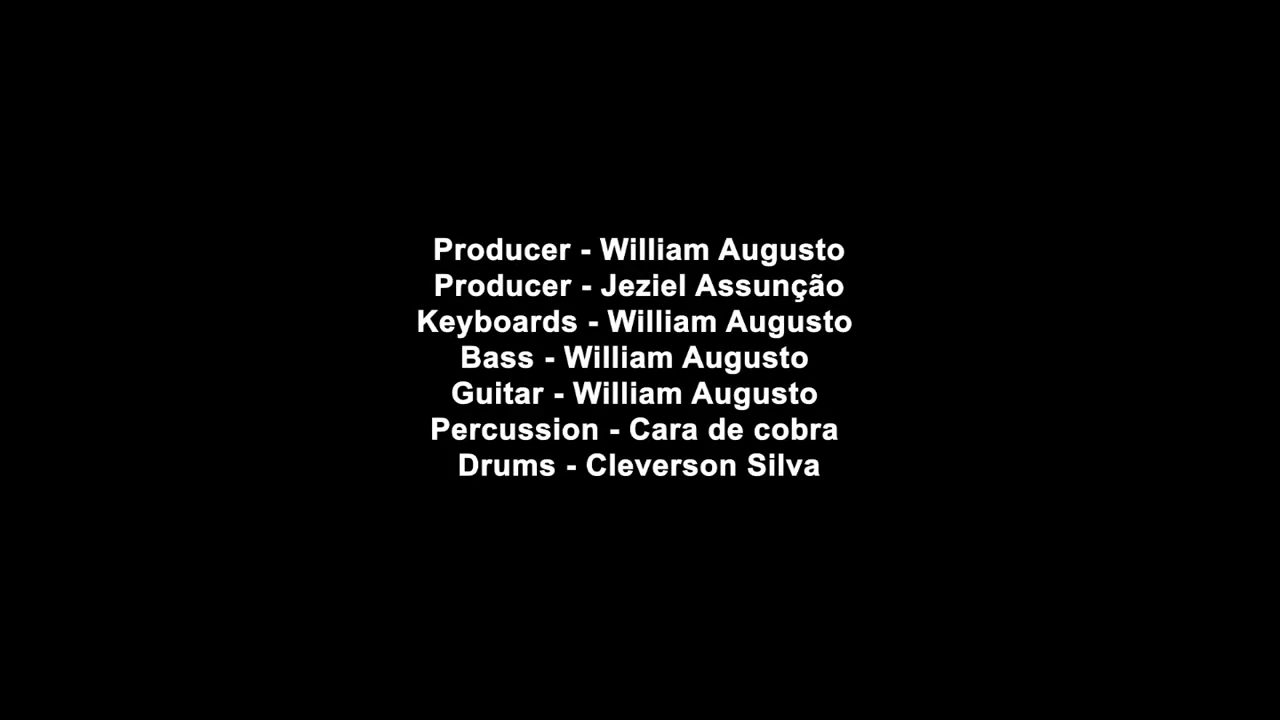 Producer - William Augusto
Producer - Jeziel Assunção
Keyboards - William Augusto
Bass - William Augusto
Guitar - William Augusto
Percussion - Cara de cobra
Drums - Cleverson Silva